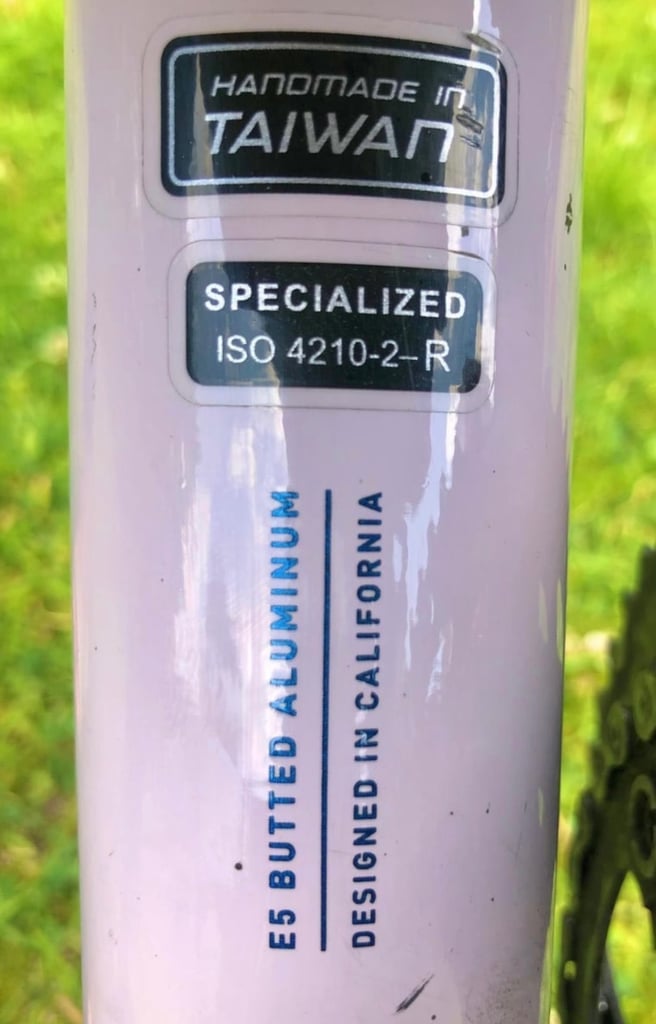 HANDMADE IN
TAIWAN
SPECIALIZED
ISO 4210-2–R
E5 BUTTED ALUMINUM
DESIGNED IN CALIFORNIA